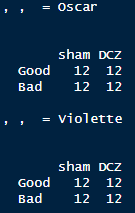 , ,  = Oscar
sham DCZ
Good 12 12
Bad 12 12
, ,  = Violette
sham DCZ
Good 12 12
Bad 12 12